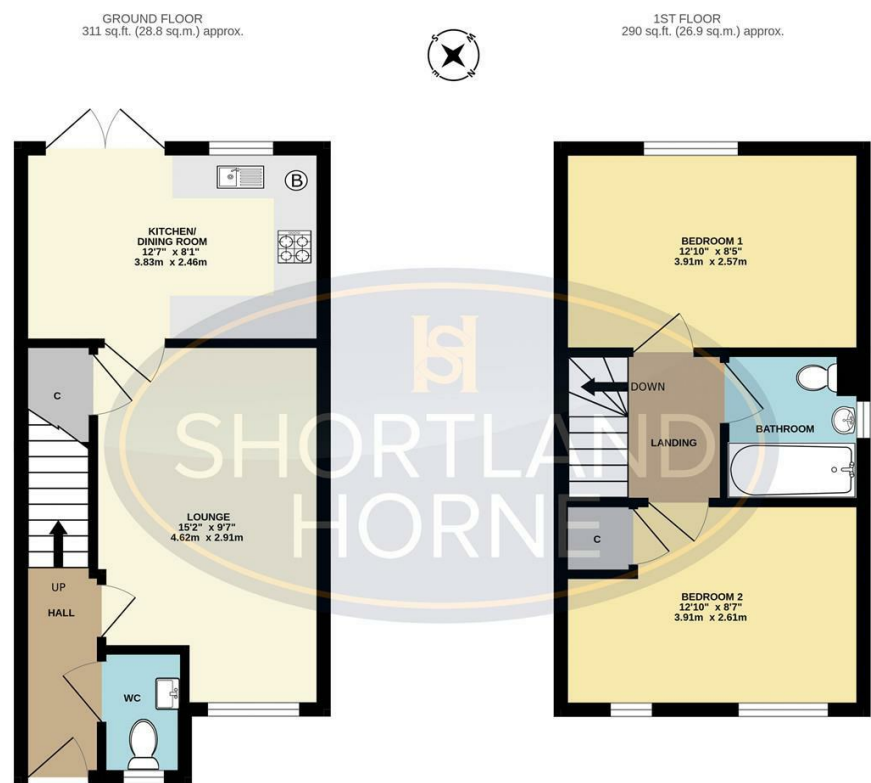 GROUND FLOOR
311 sq.ft. (28.8 sq.m.) approx.
1ST FLOOR
290 sq.ft. (26.9 sq.m.) approx.
S
W
E
N
KITCHEN/
DINING ROOM
12'7" x 8'1"
3.83m x 2.46m
B
C
LOUNGE
15'2" x 9'7"
4.62m x 2.91m
UP
HALL
WC
BEDROOM 1
12'10" x 8'5"
3.91m x 2.57m
DOWN
LANDING
BATHROOM
C
BEDROOM 2
12'10" x 8'7"
3.91m x 2.61m
SH
SHORTLAND
HORNE